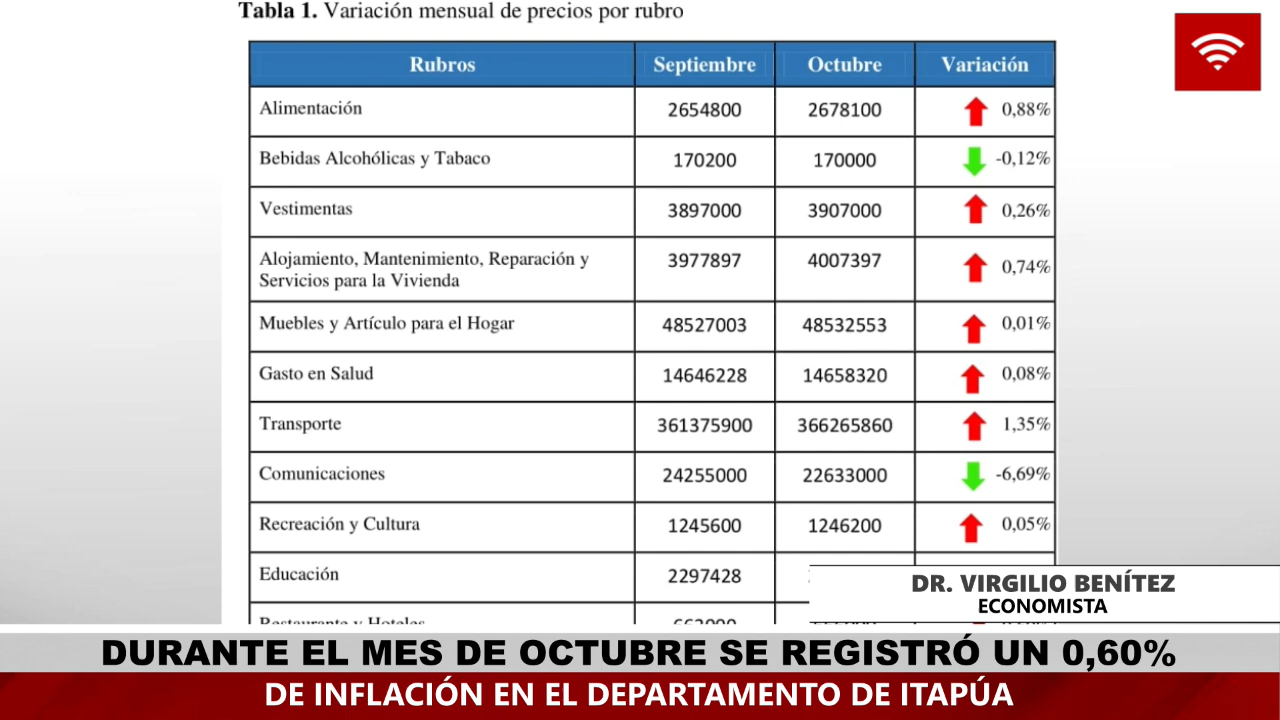 Tabla 1. Variación mensual de precios por rubro
Rubros Septiembre Octubre Variación
Alimentación 2654800 2678100 0,88%
Bebidas Alcohólicas y Tabaco 170200 170000 -0,12%
Vestimentas 3897000 3907000 0,26%
Alojamiento, Mantenimiento, Reparación y
Servicios para la Vivienda 3977897 4007397 0,74%
Muebles y Artículo para el Hogar 48527003 48532553 0,01%
Gasto en Salud 14646228 14658320 0,08%
Transporte 361375900 366265860 1,35%
Comunicaciones 24255000 22633000 -6,69%
Recreación y Cultura 1245600 1246200 0,05%
Educación 2297428
Restaurante y Hoteles
DR. VIRGILIO BENÍTEZ
ECONOMISTA
DURANTE EL MES DE OCTUBRE SE REGISTRÓ UN 0,60%
DE INFLACIÓN EN EL DEPARTAMENTO DE ITAPÚA